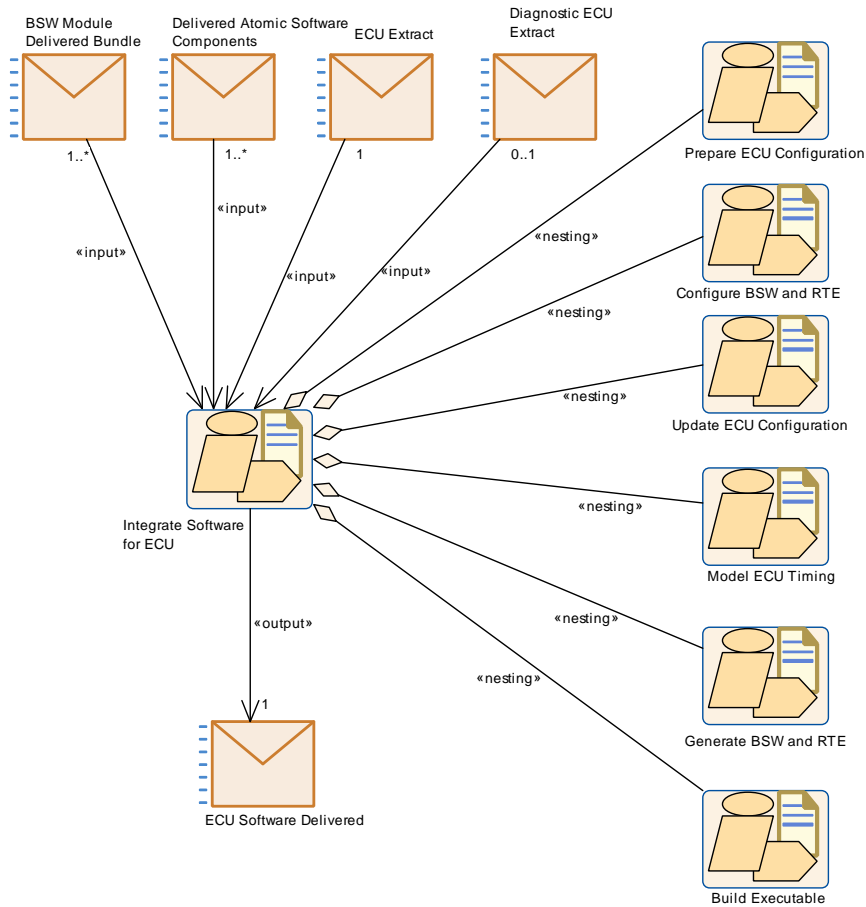 BSW Module
Delivered Bundle
Delivered Atomic Software
Components
ECU Extract
Diagnostic ECU
Extract
1..*
1..*
1
0..1
Prepare ECU Configuration
«input»
«input»
«input»
«input»
«nesting»
Configure BSW and RTE
«nesting»
«nesting»
Update ECU Configuration
Integrate Software
for ECU
«nesting»
Model ECU Timing
«output»
«nesting»
«nesting»
1
Generate BSW and RTE
ECU Software Delivered
Build Executable